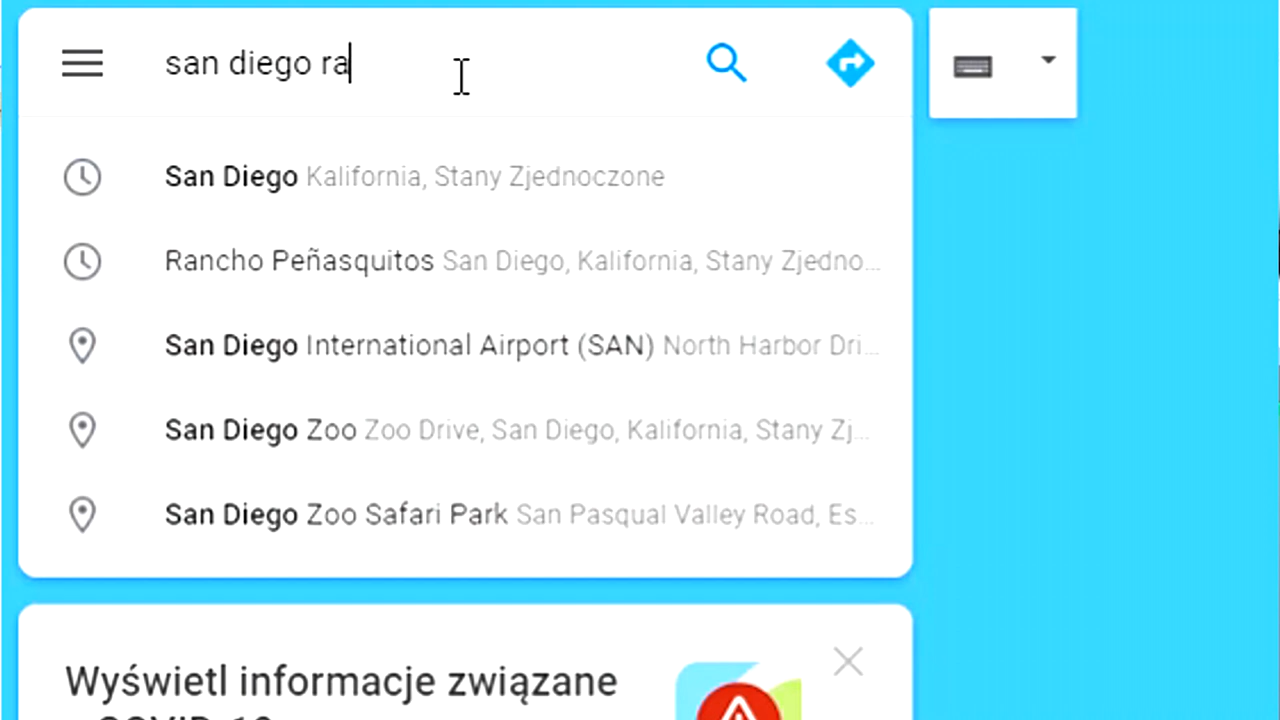 san diego ra
San Diego Kalifornia, Stany Zjednoczone
Rancho Peñasquitos San Diego, Kalifornia, Stany Zjedno...
San Diego International Airport (SAN) North Harbor Dri...
San Diego Zoo Zoo Drive, San Diego, Kalifornia, Stany Zj...
San Diego Zoo Safari Park San Pasqual Valley Road, Es...
Wyświetl informacje związane